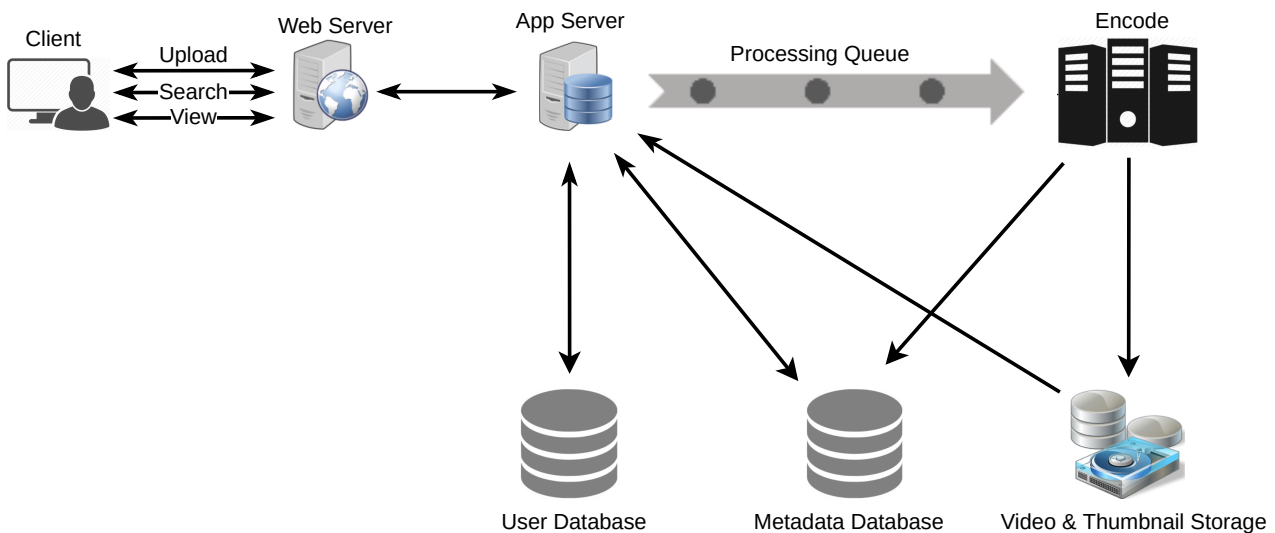 Client
Upload
Search
View
Web Server
App Server
Processing Queue
Encode
User Database
Metadata Database
Video & Thumbnail Storage